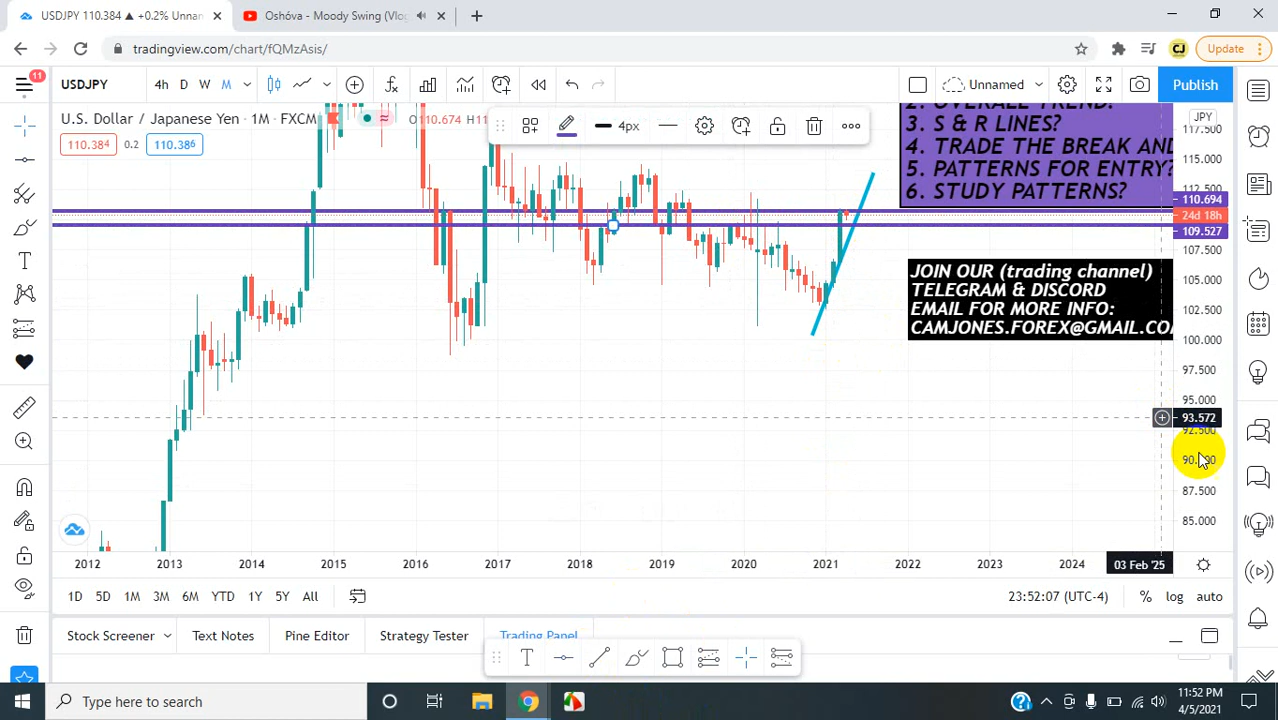 USDJPY 110.384 ▲ +0.2% Unnar
Oshóva - Moody Swing (Vlog
tradingview.com/chart/fQMzAsis/
Update
11
USDJPY
4h D W M
Unnamed
Publish
U.S. Dollar / Japanese Yen · 1M · FXCM
O110.674
110.384
0.2
110.386
4px
2. OVERALL TREND?
3. S & R LINES?
4. TRADE THE BREAK AND
5. PATTERNS FOR ENTRY?
6. STUDY PATTERNS?
JOIN OUR (trading channel)
TELEGRAM & DISCORD
EMAIL FOR MORE INFO:
CAMJONES.FOREX@GMAIL.CO
JPY
117.500
115.000
112.500
110.694
24d 18h
109.527
107.500
105.000
102.500
100.000
97.500
95.000
93.572
92.500
87.500
85.000
2012 2013 2014 2015 2016 2017 2018 2019 2020 2021 2022 2023 2024
03 Feb '25
1D 5D 1M 3M 6M YTD 1Y 5Y All
23:52:07 (UTC-4)
% log auto
Stock Screener
Text Notes
Pine Editor
Strategy Tester
Trading Panel
Type here to search
11:52 PM
4/5/2021